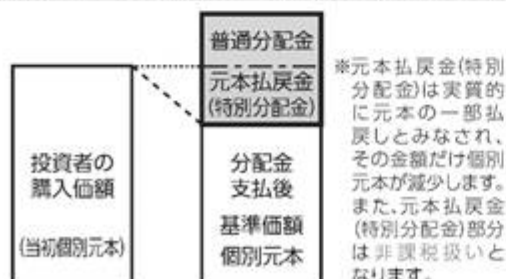 普通分配金
元本払戻金
(特別分配金)
投資者の
購入価額
(当初個別元本)
分配金
支払後
基準価額
個別元本
※元本払戻金(特別
分配金)は実質的
に元本の一部払
戻しとみなされ、
その金額だけ個別
元本が減少します。
また、元本払戻金
(特別分配金)部分
は非課税扱いと
なります。